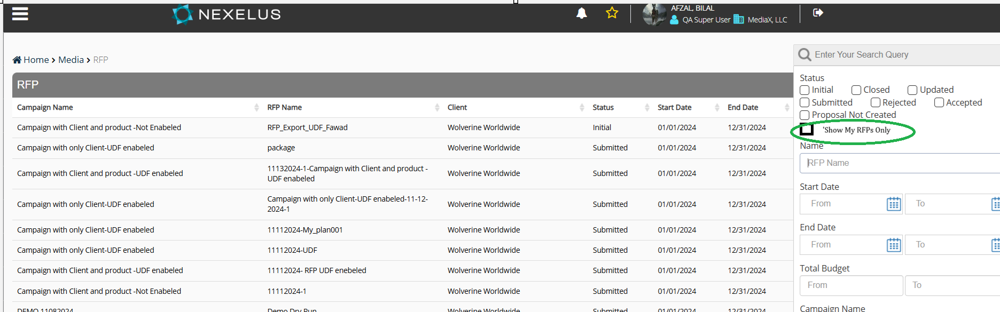 NEXELUS
AFZAL, BILAL
QA Super User MediaX, LLC
Home > Media > RFP
Enter Your Search Query
RFP
Campaign Name RFP Name Client Status Start Date End Date
Campaign with Client and product -Not Enabeled RFP_Export_UDF_Fawad Wolverine Worldwide Initial 01/01/2024 12/31/2024
Campaign with only Client-UDF enabeled package Wolverine Worldwide Submitted 01/01/2024 12/31/2024
Campaign with Client and product -UDF enabeled 11132024-1-Campaign with Client and product - Wolverine Worldwide Submitted 01/01/2024 12/31/2024
UDF enabeled
Campaign with only Client-UDF enabeled Campaign with only Client-UDF enabeled-11-12- Wolverine Worldwide Submitted 01/01/2024 12/31/2024
2024-1
Campaign with only Client-UDF enabeled 11112024-My_plan001 Wolverine Worldwide Submitted 01/01/2024 12/31/2024
Campaign with only Client-UDF enabeled 11112024-UDF Wolverine Worldwide Submitted 01/01/2024 12/31/2024
Campaign with Client and product -UDF enabeled 11112024- RFP UDF enebeled Wolverine Worldwide Submitted 01/01/2024 12/31/2024
Campaign with Client and product -Not Enabeled 11112024-1 Wolverine Worldwide Submitted 01/01/2024 12/31/2024
DEMO 11082024 Demo Dry Run Wolverine Worldwide Submitted 01/01/2024 12/31/2024
Status
Initial Closed Updated
Submitted Rejected Accepted
Proposal Not Created
'Show My RFPs Only
Name
RFP Name
Start Date
From To
End Date
From To
Total Budget
From To
Campaign Name